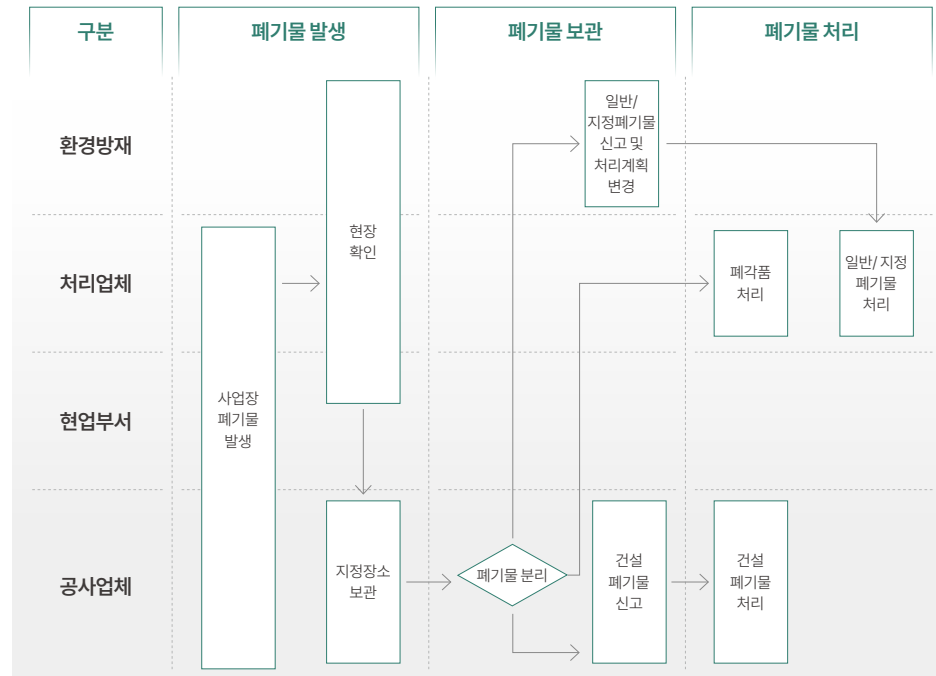 구분
폐기물 발생
폐기물 보관
폐기물 처리
환경방재
처리업체
현업부서
공사업체
사업장
폐기물
발생
현장
확인
지정장소
보관
폐기물 분리
일반/
지정폐기물
신고 및
처리계획
변경
건설
폐기물
신고
폐각품
처리
일반/ 지정
폐기물
처리
건설
폐기물
처리